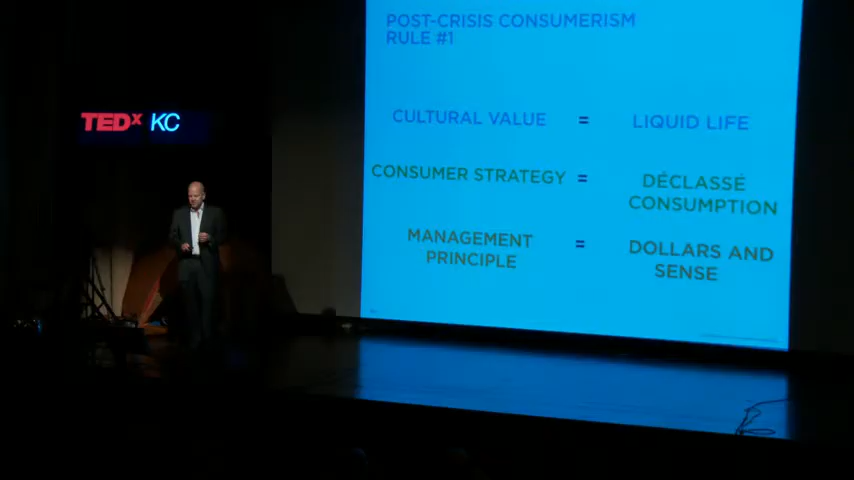 POST-CRISIS CONSUMERISM
RULE #1
TEDx KC
CULTURAL VALUE = LIQUID LIFE
CONSUMER STRATEGY = DÉCLASSÉ
CONSUMPTION
MANAGEMENT
PRINCIPLE = DOLLARS AND
SENSE